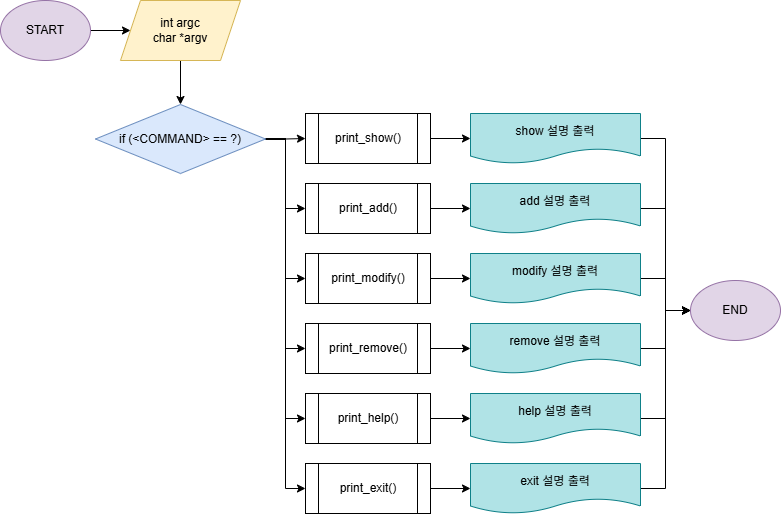 START
int argc
char *argv
if (<COMMAND> == ?)
print_show()
show 설명 출력
print_add()
add 설명 출력
print_modify()
modify 설명 출력
END
print_remove()
remove 설명 출력
print_help()
help 설명 출력
print_exit()
exit 설명 출력